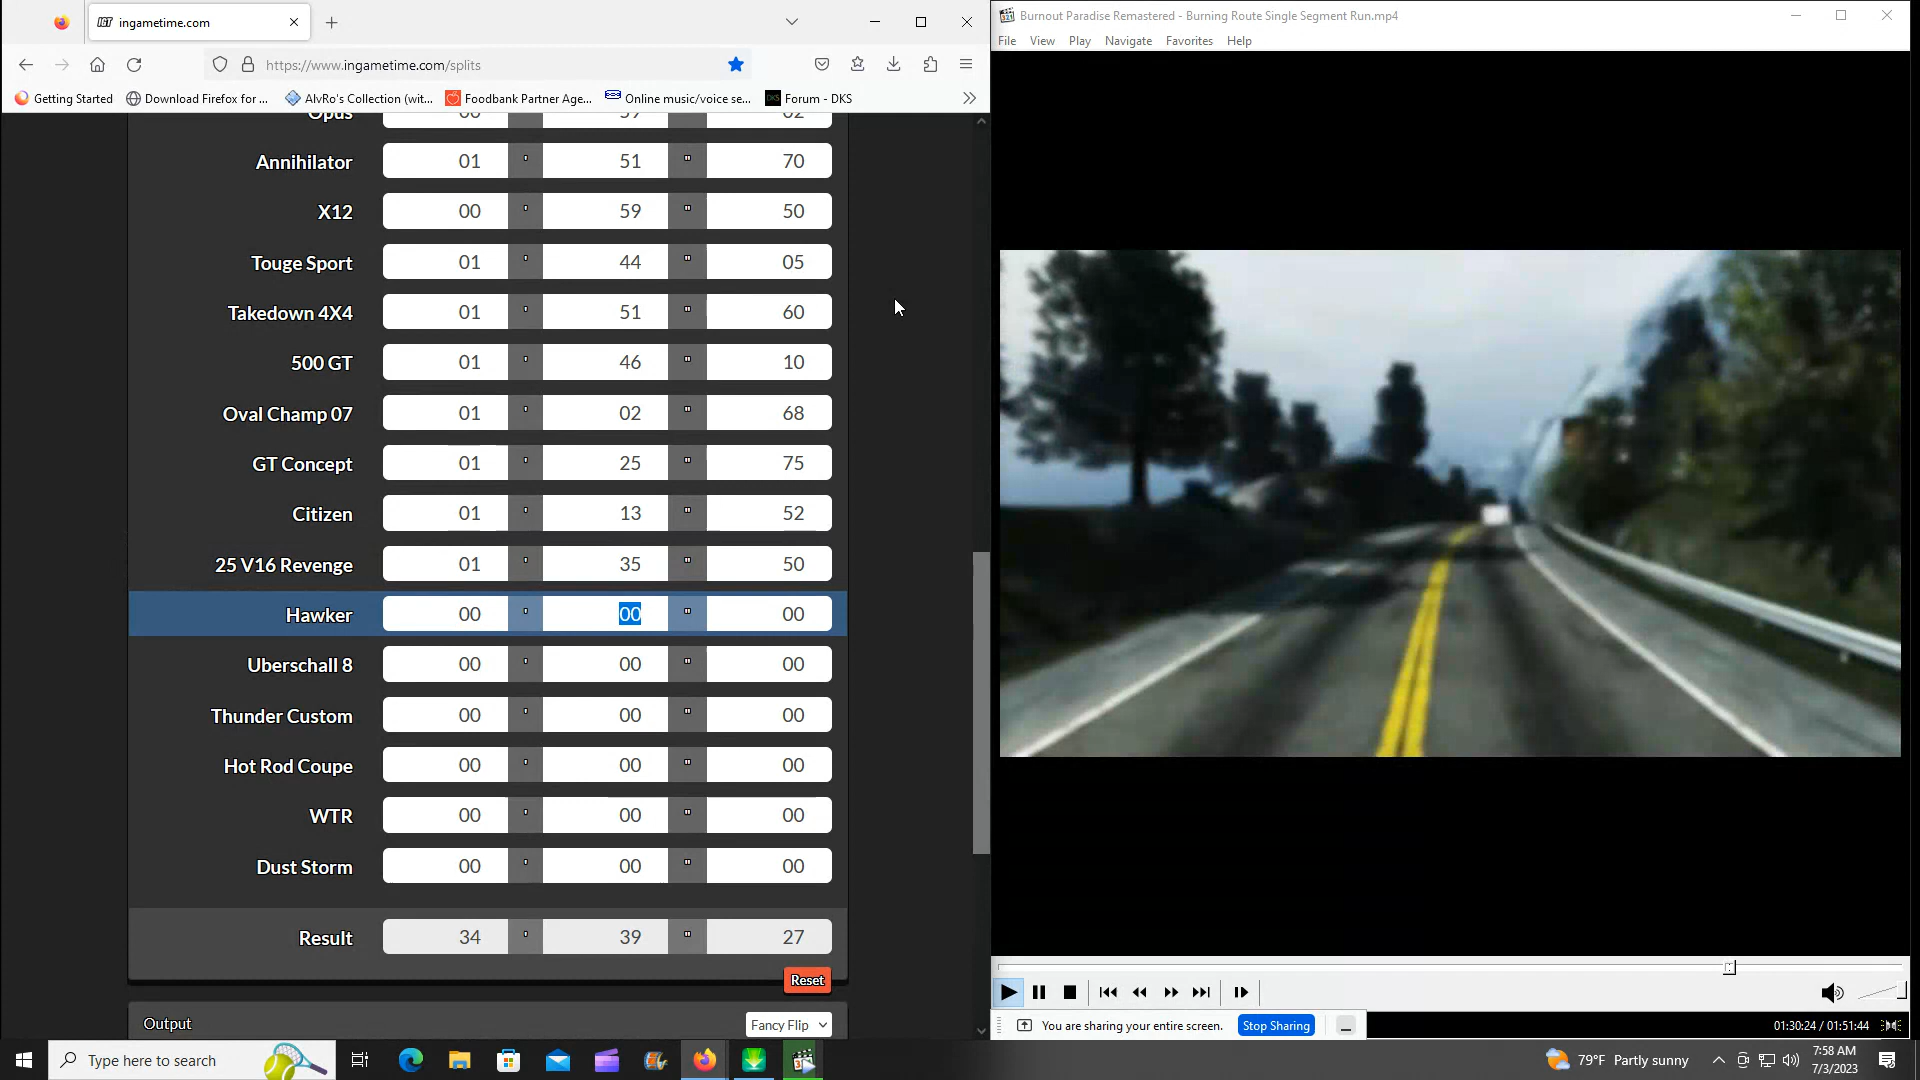 ingametime.com
https://www.ingametime.com/splits
Getting Started
Download Firefox for ...
AlvRo's Collection (wit...
Foodbank Partner Age...
Online music/voice se...
Forum - DKS
Opus 00 59 02
Annihilator 01 ' 51 " 70
X12 00 ' 59 " 50
Touge Sport 01 ' 44 " 05
Takedown 4X4 01 ' 51 " 60
500 GT 01 ' 46 " 10
Oval Champ 07 01 ' 02 " 68
GT Concept 01 ' 25 " 75
Citizen 01 ' 13 " 52
25 V16 Revenge 01 ' 35 " 50
Hawker 00 ' 00 " 00
Uberschall 8 00 ' 00 " 00
Thunder Custom 00 ' 00 " 00
Hot Rod Coupe 00 ' 00 " 00
WTR 00 ' 00 " 00
Dust Storm 00 ' 00 " 00
Result 34 ' 39 " 27
Reset
Output
Fancy Flip
Burnout Paradise Remastered - Burning Route Single Segment Run.mp4
File View Play Navigate Favorites Help
You are sharing your entire screen.
Stop Sharing
01:30:24 / 01:51:44
Type here to search
79°F Partly sunny
7:58 AM
7/3/2023